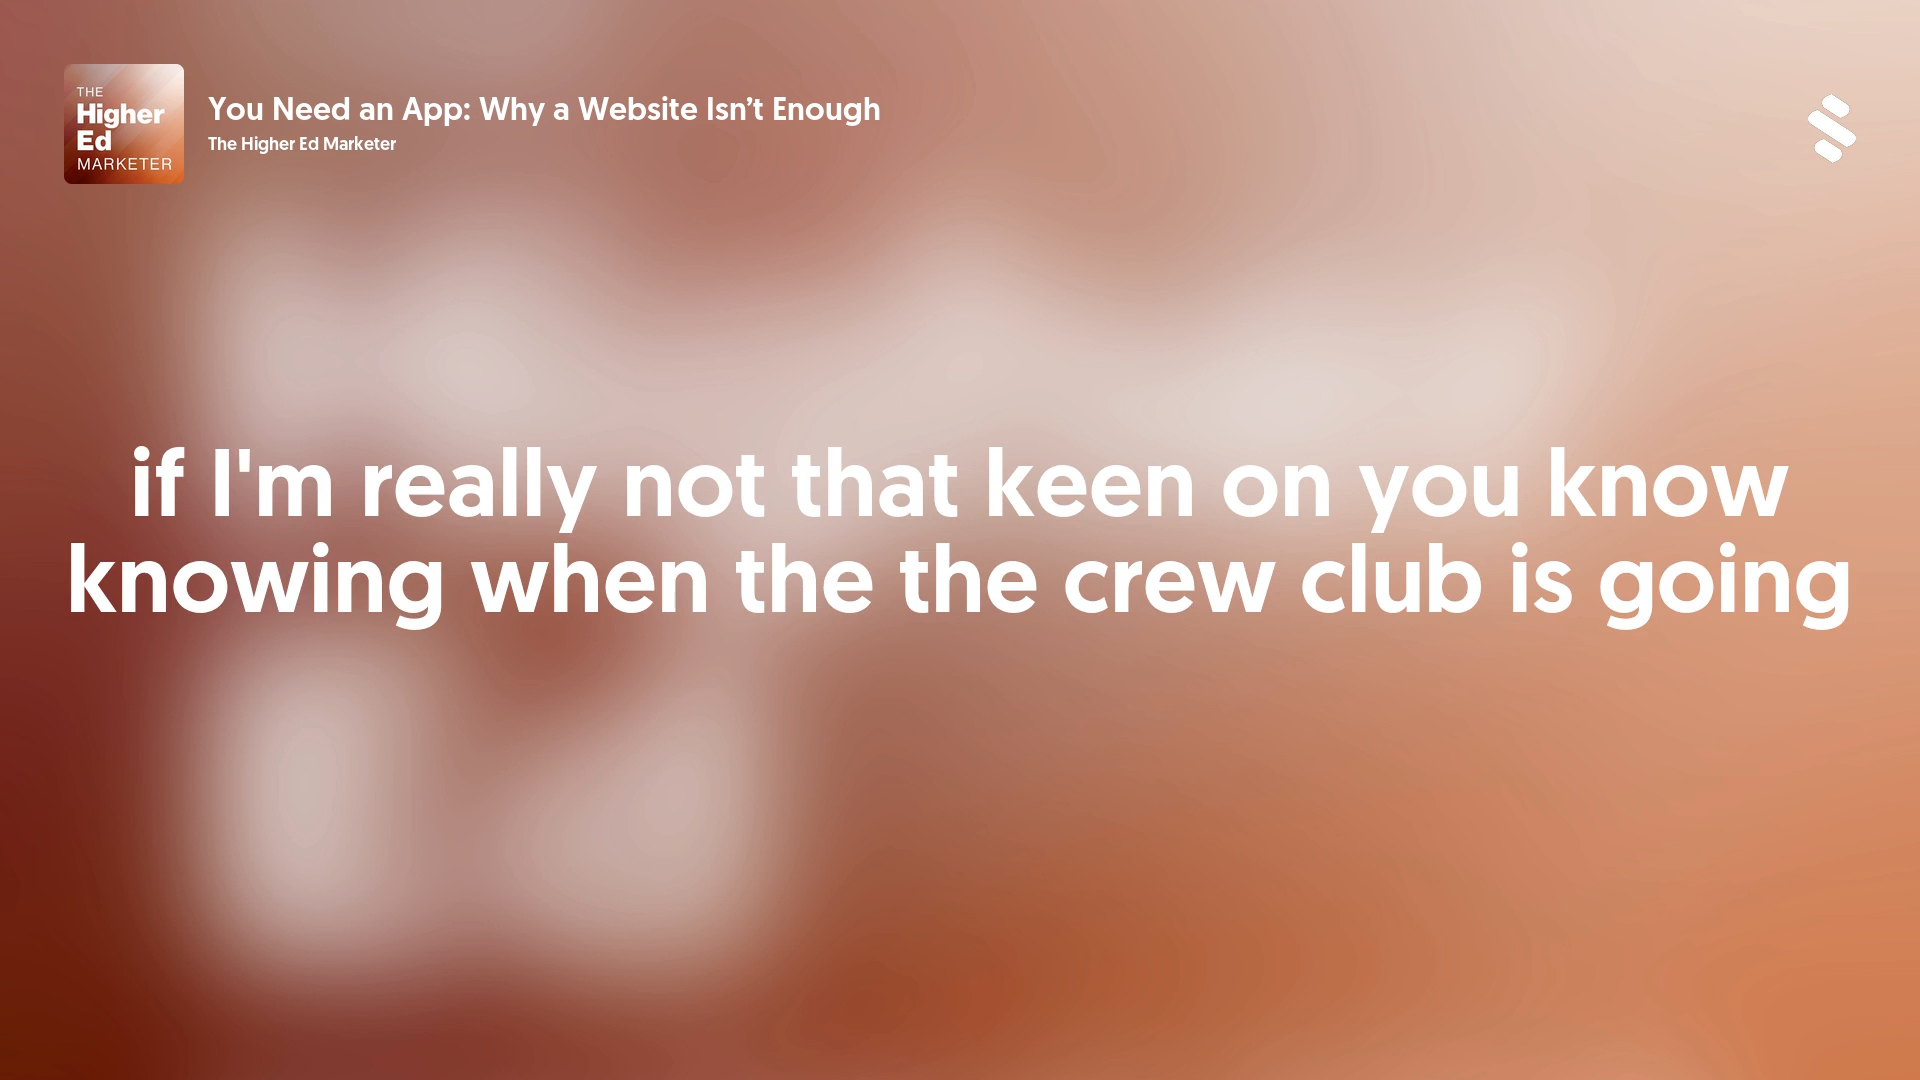 THE
Higher
Ed
MARKETER
You Need an App: Why a Website Isn’t Enough
The Higher Ed Marketer
if I'm really not that keen on you know
knowing when the the crew club is going